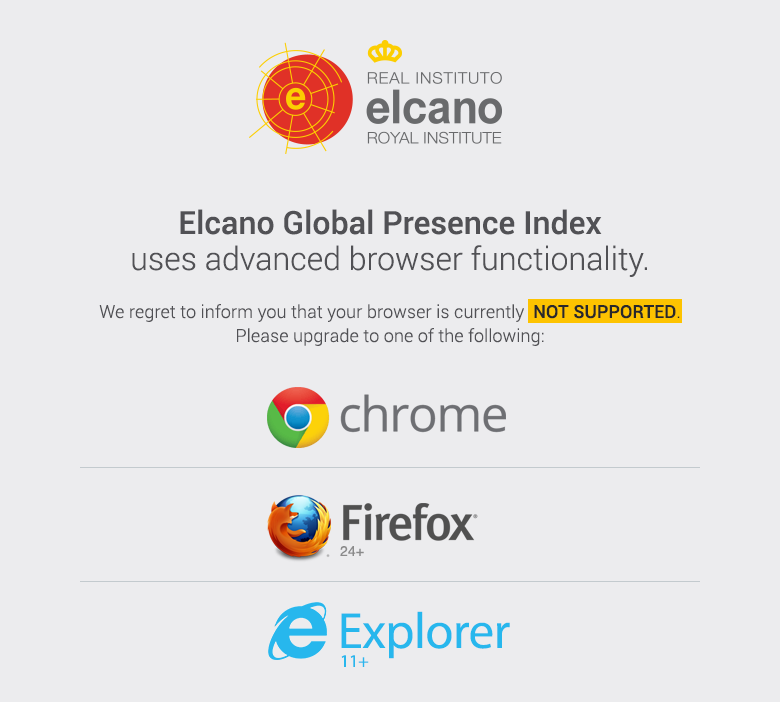 e
REAL INSTITUTO
elcano
ROYAL INSTITUTE
Elcano Global Presence Index
uses advanced browser functionality.
We regret to inform you that your browser is currently NOT SUPPORTED.
Please upgrade to one of the following:
chrome
Firefox®
24+
Explorer
11+